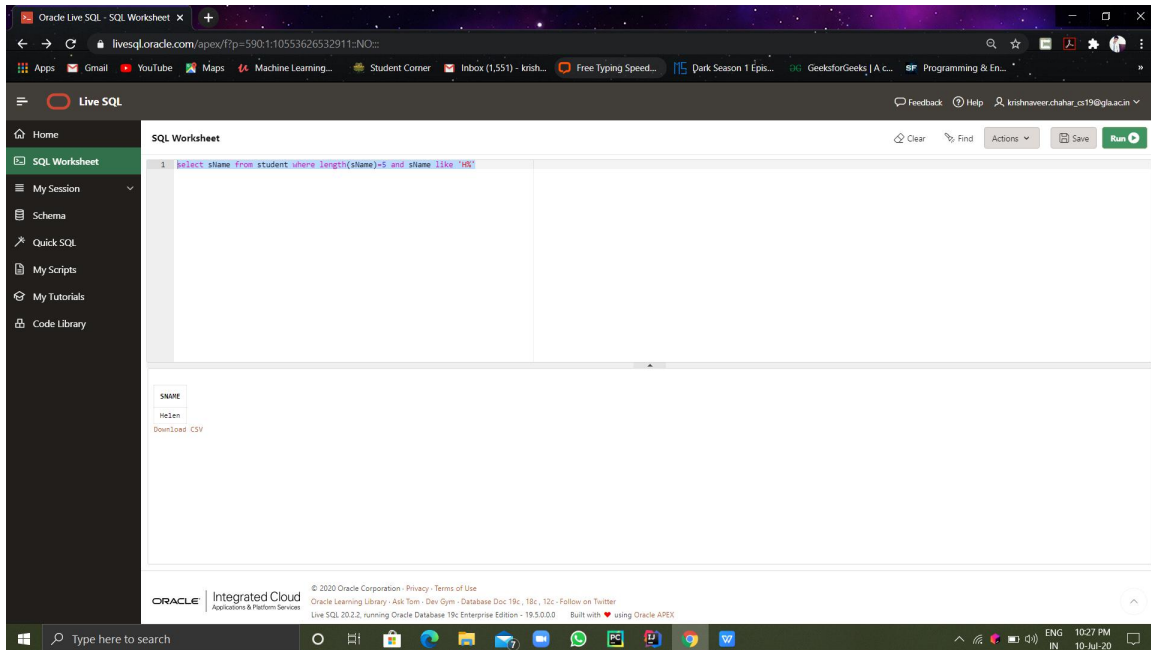 Oracle Live SQL - SQL Worksheet
livesql.oracle.com/apex/f?p=590:1:10553626532911::NO:::
Apps Gmail YouTube Maps Machine Learning... Student Corner Inbox (1,551) - krish... Free Typing Speed... Dark Season 1 Epis... GeeksforGeeks | A c... SF Programming & En... »
Live SQL
Feedback Help krishnaveer.chahar_cs19@gla.ac.in
Home
SQL Worksheet
Clear Find Actions Save Run
SQL Worksheet
1 select sName from student where length(sName)=5 and sName like 'H%'
My Session
Schema
Quick SQL
My Scripts
My Tutorials
Code Library
SNAME
Helen
Download CSV
ORACLE Integrated Cloud
Applications & Platform Services
© 2020 Oracle Corporation · Privacy · Terms of Use
Oracle Learning Library · Ask Tom · Dev Gym · Database Doc 19c, 18c, 12c · Follow on Twitter
Live SQL 20.2.2, running Oracle Database 19c Enterprise Edition - 19.5.0.0.0 Built with ❤ using Oracle APEX
Type here to search
7
PC
W
ENG
IN
10:27 PM
10-Jul-20